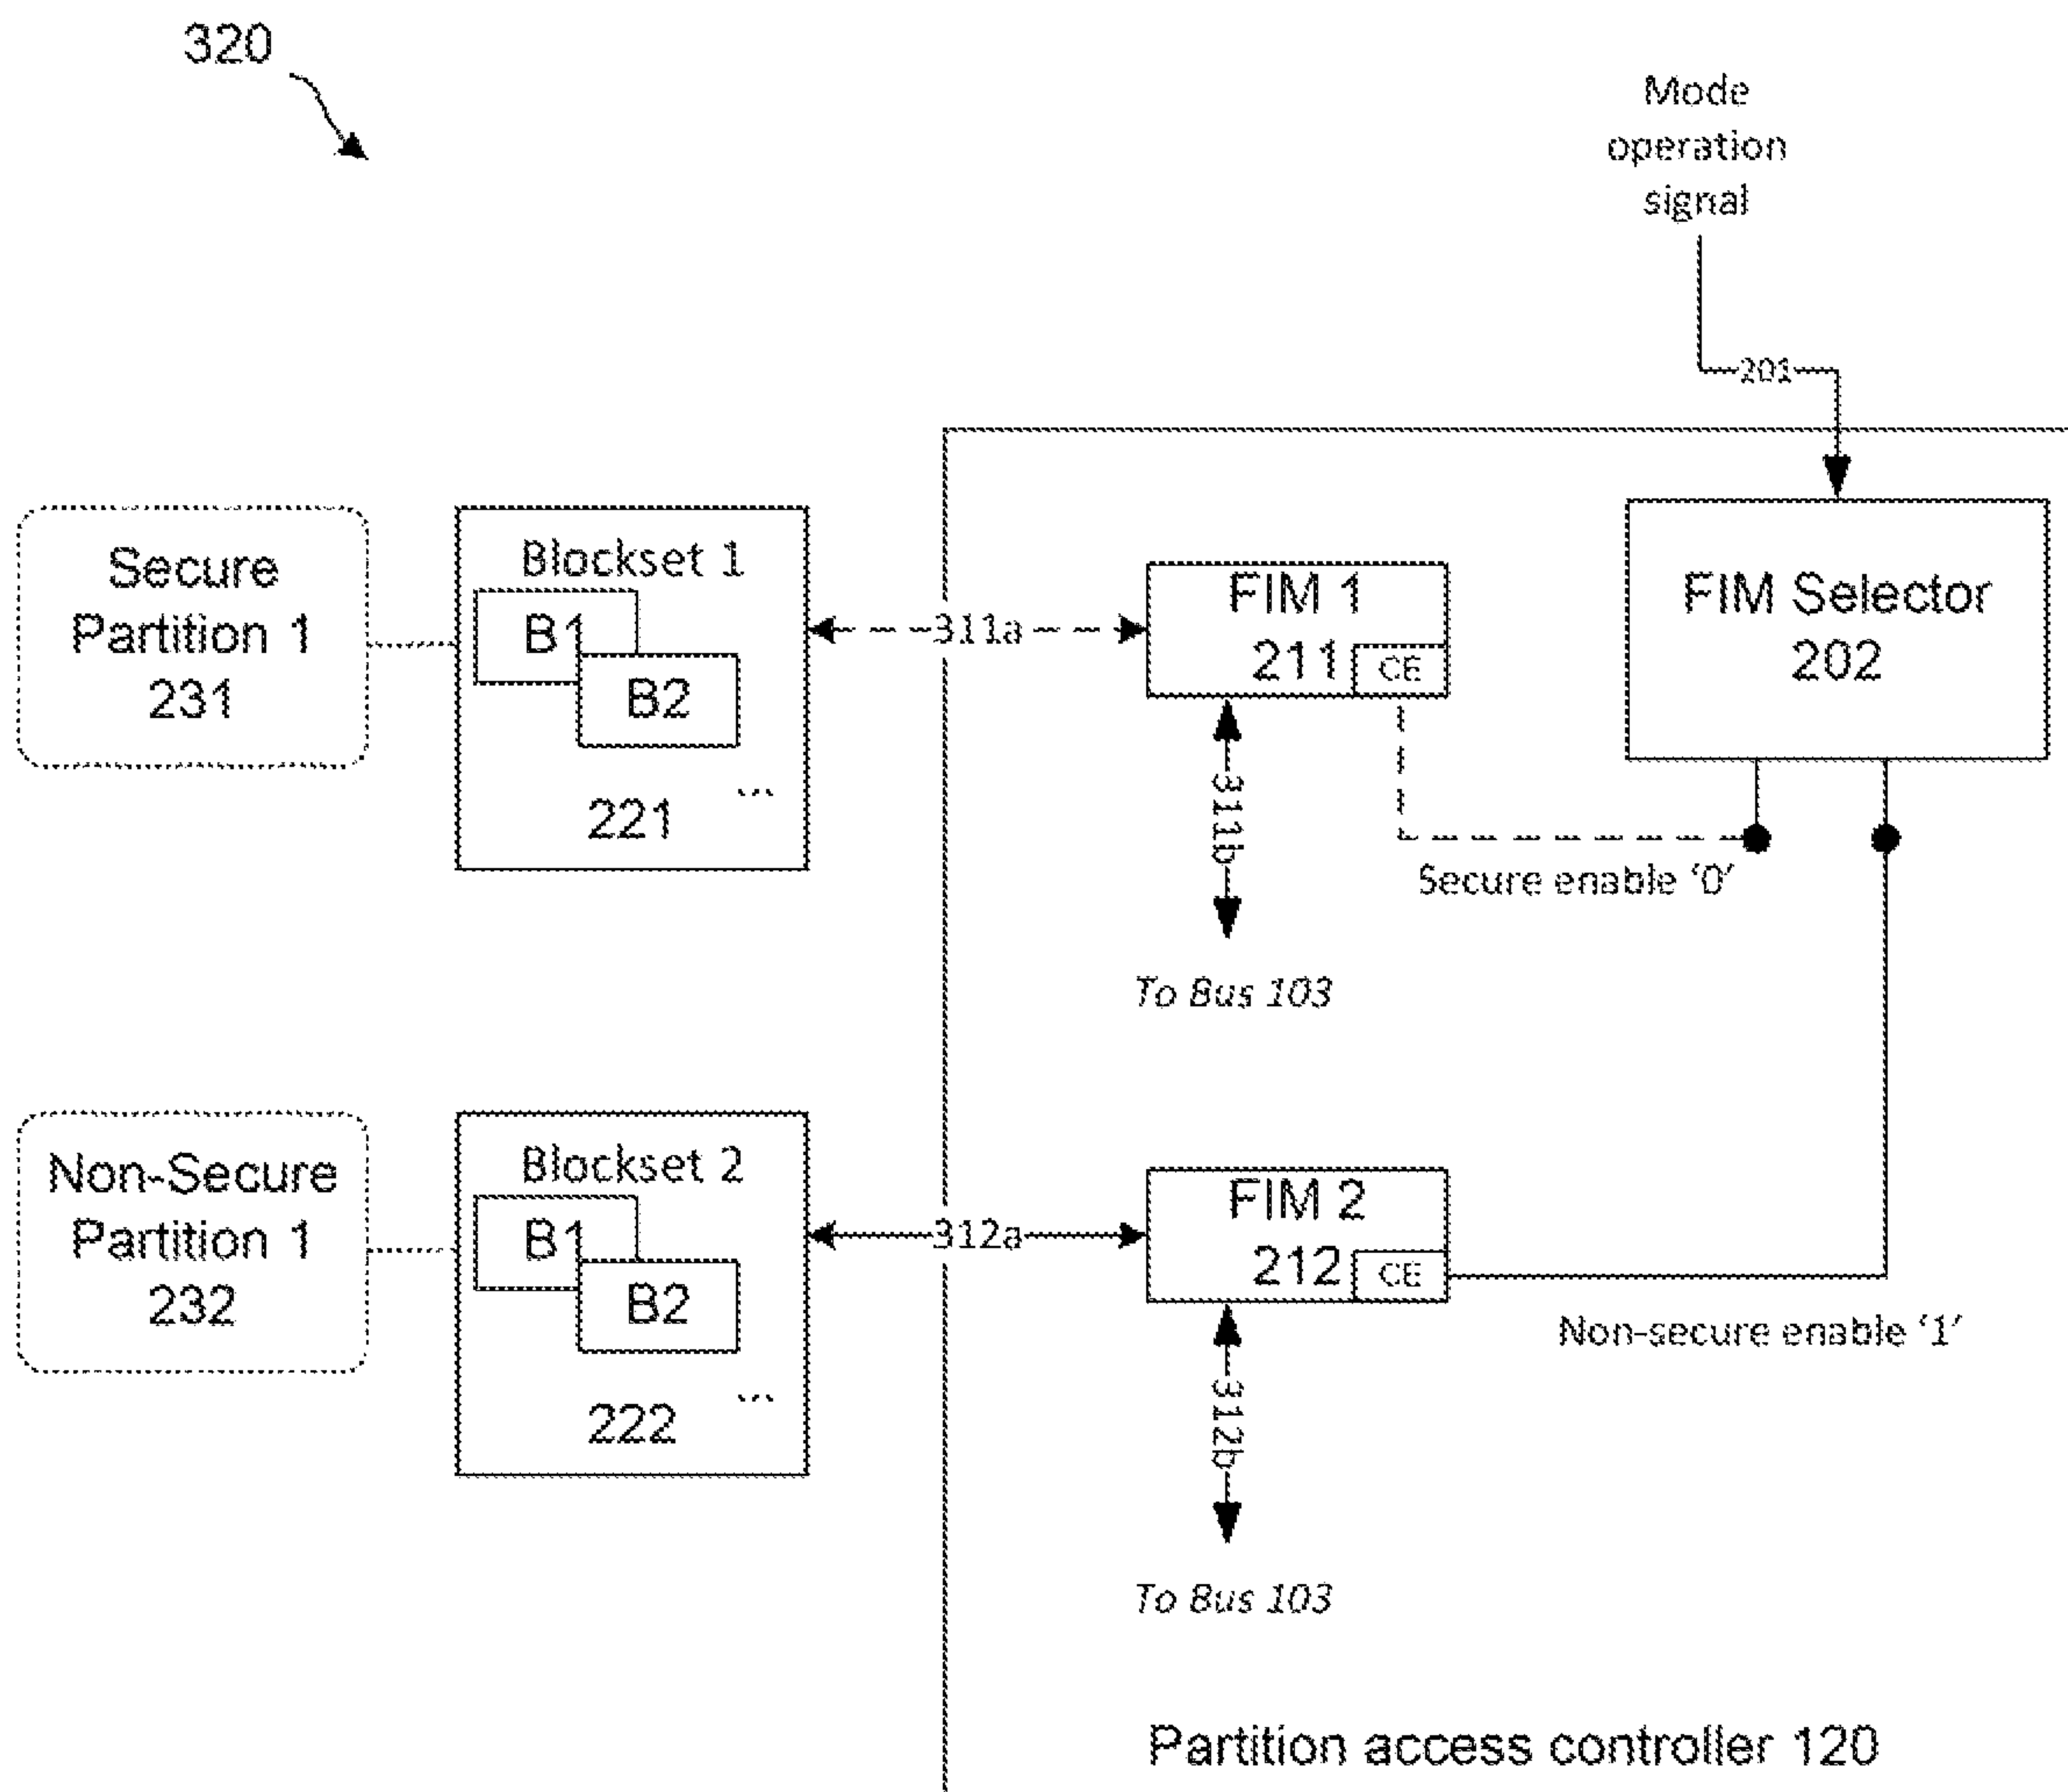 320
Mode
operation
signal
201
Secure
Partition 1
231
Blockset 1
B1
B2
...
221
311a
FIM 1
211
CE
311b
To Bus 103
FIM Selector
202
Secure enable ‘0’
Non-Secure
Partition 1
232
Blockset 2
B1
B2
...
222
312a
FIM 2
212
CE
312b
To Bus 103
Non-secure enable ‘1’
Partition access controller 120